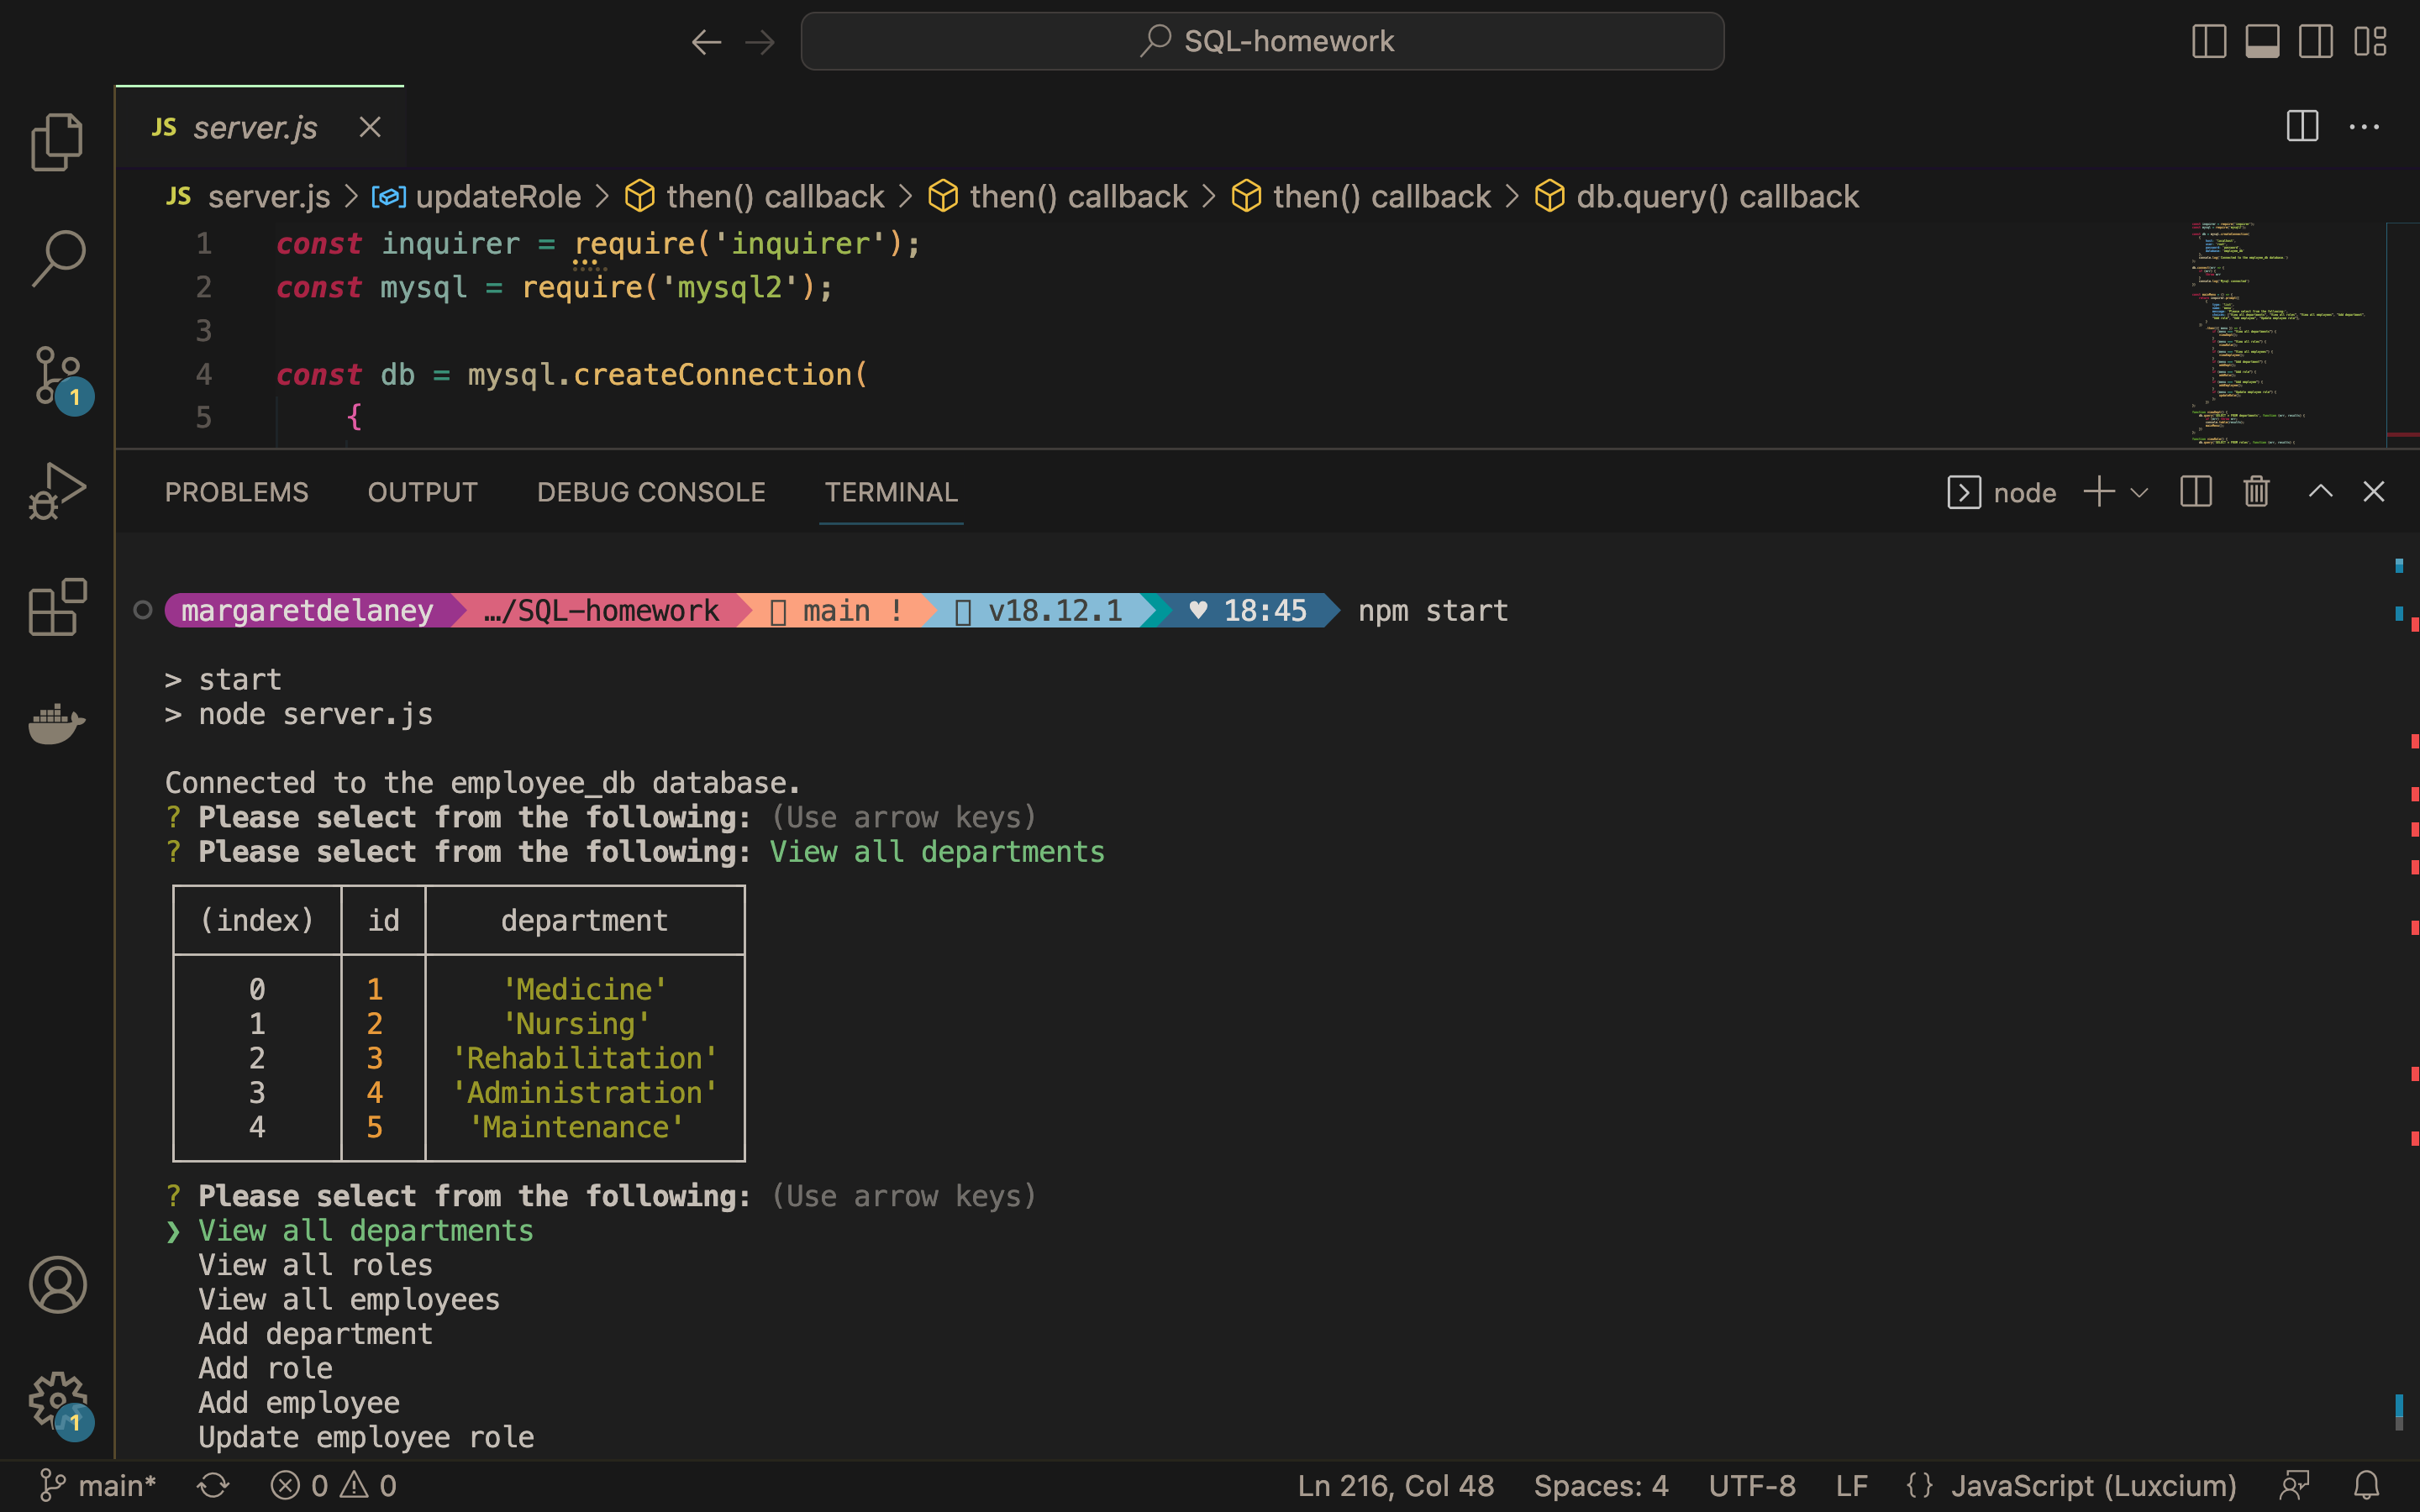 SQL-homework
JS server.js
JS server.js > updateRole > then() callback > then() callback > then() callback > db.query() callback
1 const inquirer = require('inquirer');
2 const mysql = require('mysql2');
3
4 const db = mysql.createConnection(
5 {
PROBLEMS OUTPUT DEBUG CONSOLE TERMINAL node
margaretdelaney …/SQL-homework main ! v18.12.1 ♥ 18:45 npm start
> start
> node server.js
Connected to the employee_db database.
? Please select from the following: (Use arrow keys)
? Please select from the following: View all departments
(index) id department
0 1 'Medicine'
1 2 'Nursing'
2 3 'Rehabilitation'
3 4 'Administration'
4 5 'Maintenance'
? Please select from the following: (Use arrow keys)
❯ View all departments
View all roles
View all employees
Add department
Add role
Add employee
Update employee role
1
1
main* 0 0 Ln 216, Col 48 Spaces: 4 UTF-8 LF {} JavaScript (Luxcium)